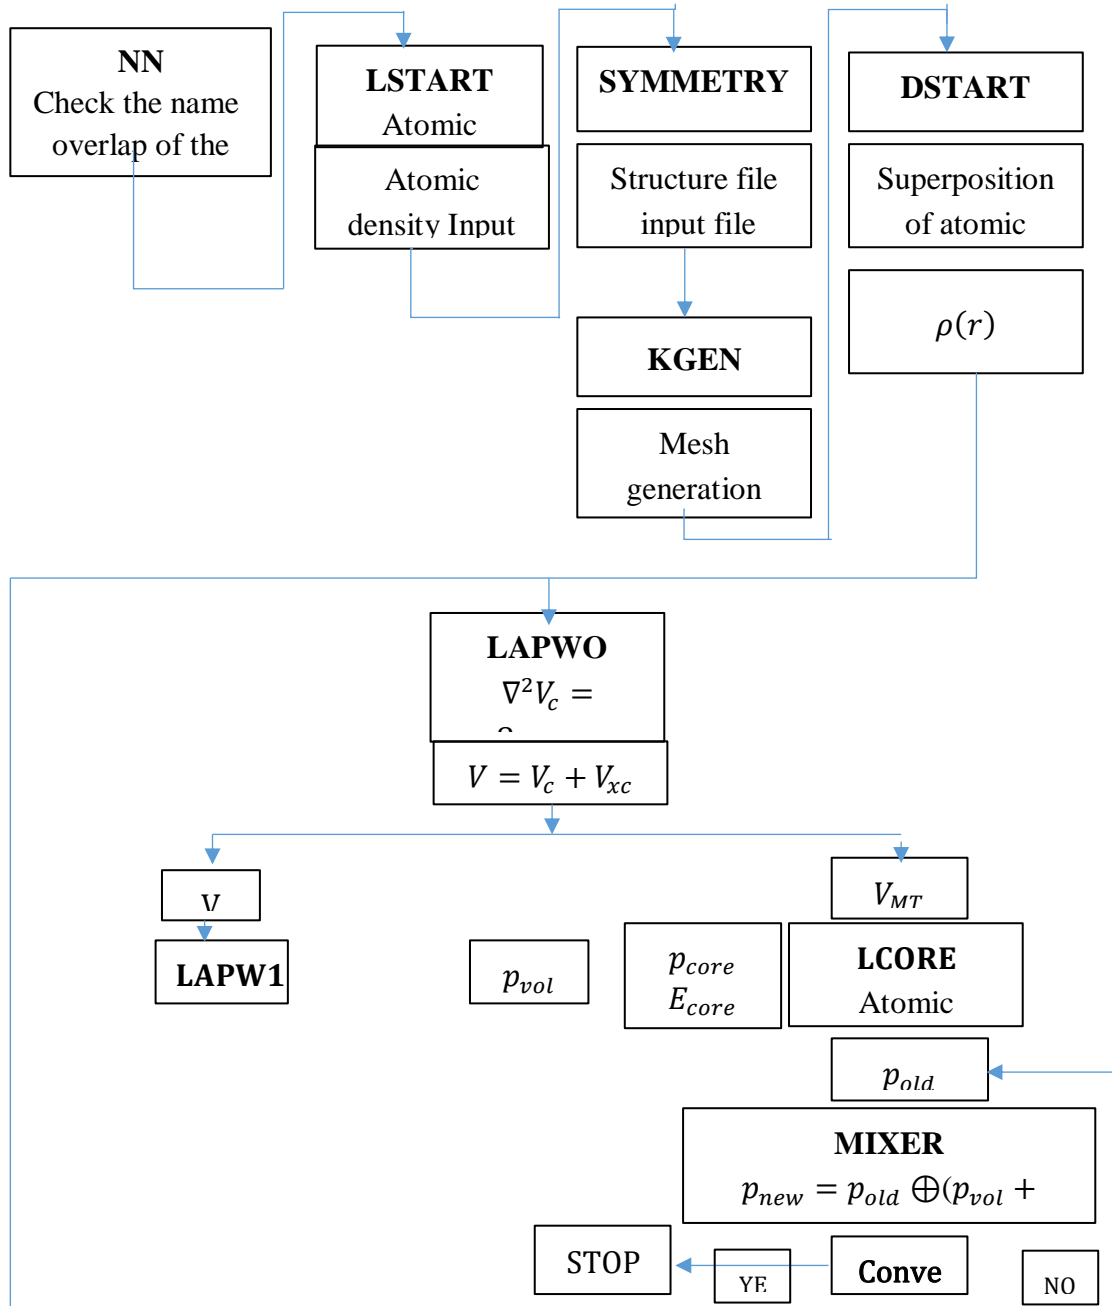 NN
Check the name
overlap of the
LSTART
Atomic
Atomic
density Input
SYMMETRY
Structure file
input file
KGEN
Mesh
generation
DSTART
Superposition
of atomic
ρ(r)
LAPWO
∇²V_c =
V = V_c + V_xc
V
LAPW1
p_vol
p_core
E_core
V_MT
LCORE
Atomic
p_old
MIXER
p_new = p_old ⊕(p_vol +
STOP
YE
Conve
NO